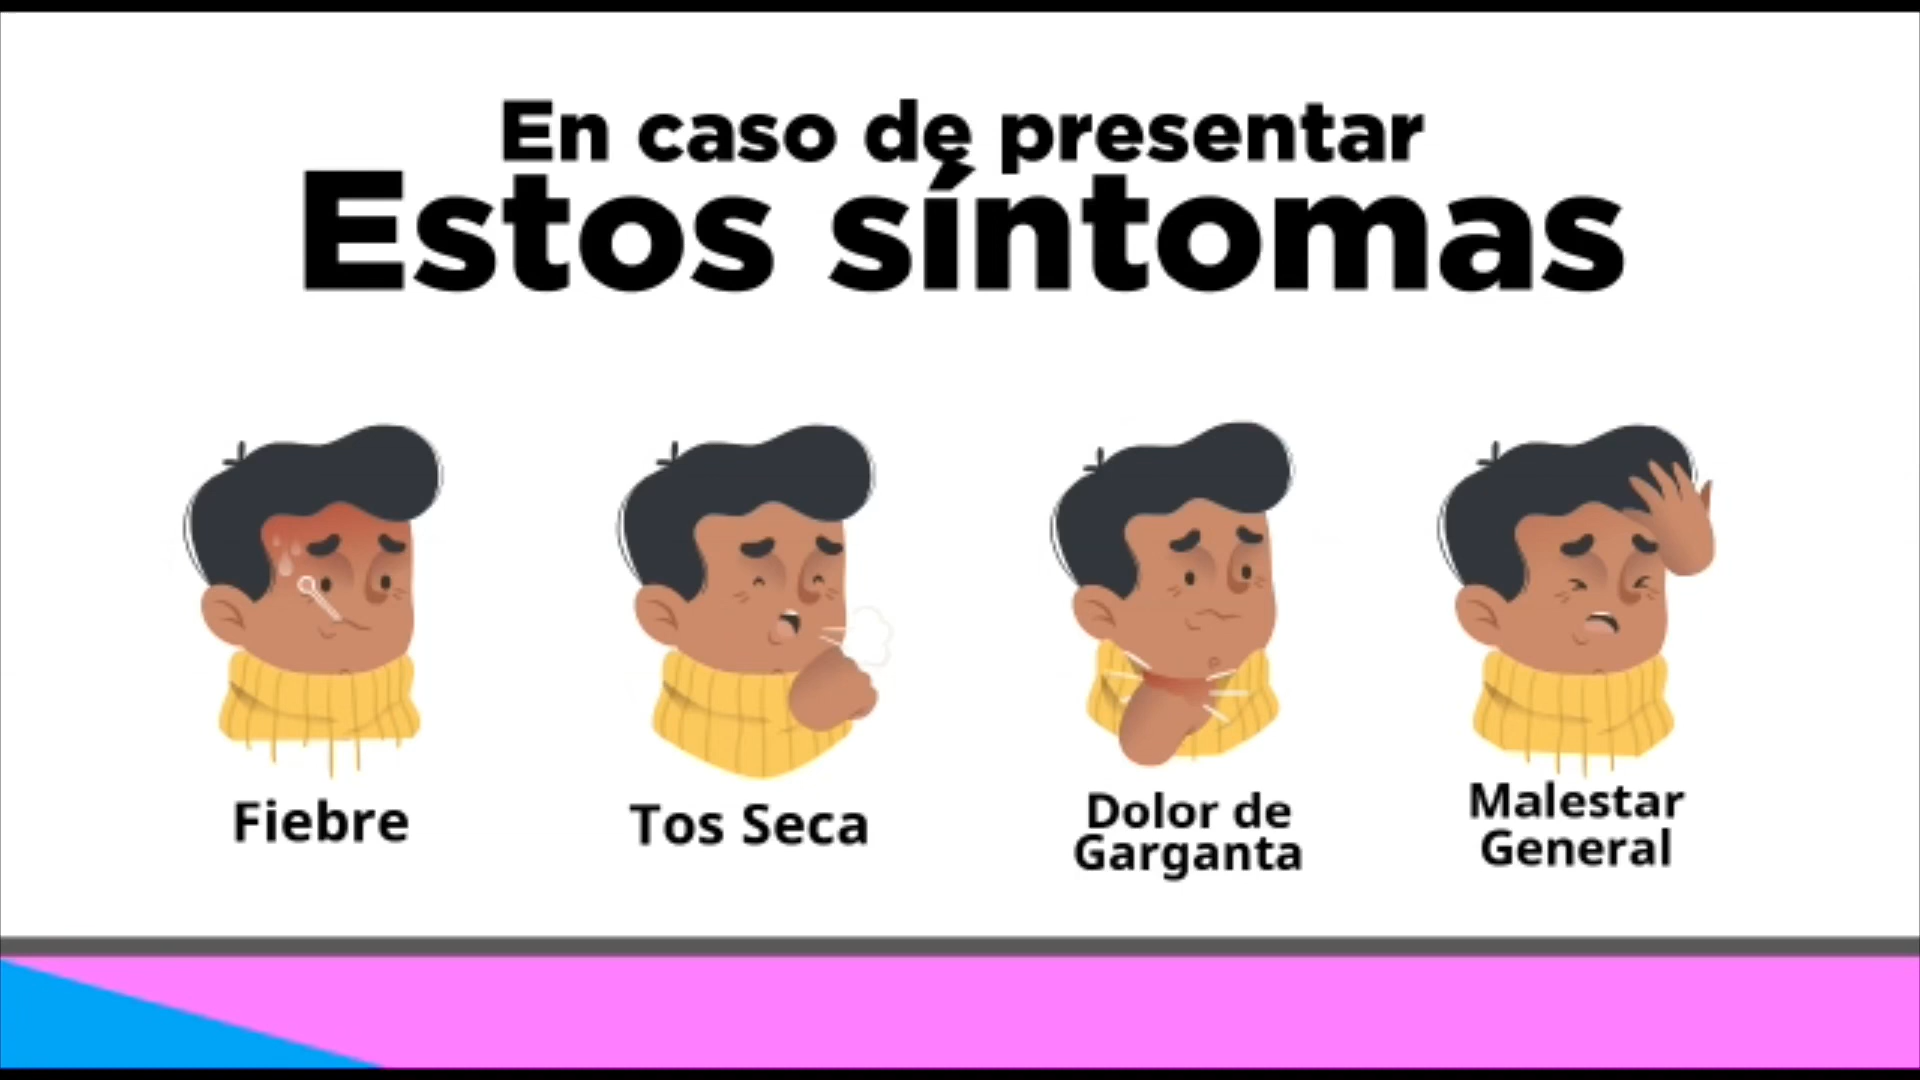 En caso de presentar
Estos síntomas
Fiebre
Tos Seca
Dolor de
Garganta
Malestar
General